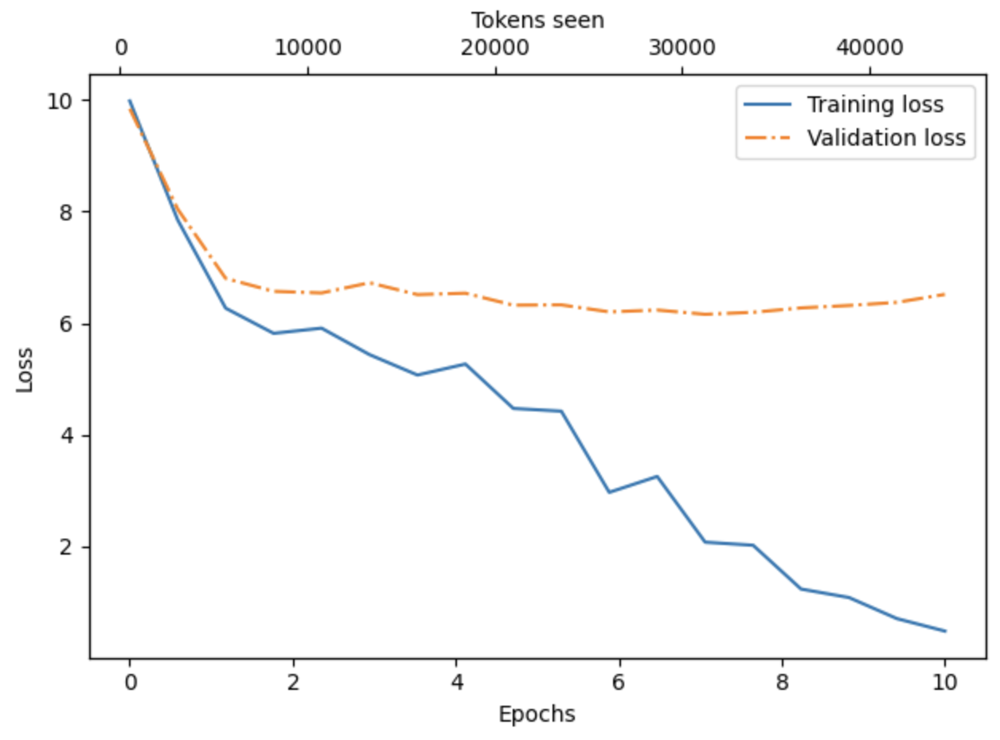 Tokens seen
0 10000 20000 30000 40000
Training loss
Validation loss
10
8
6
4
2
Loss
0 2 4 6 8 10
Epochs